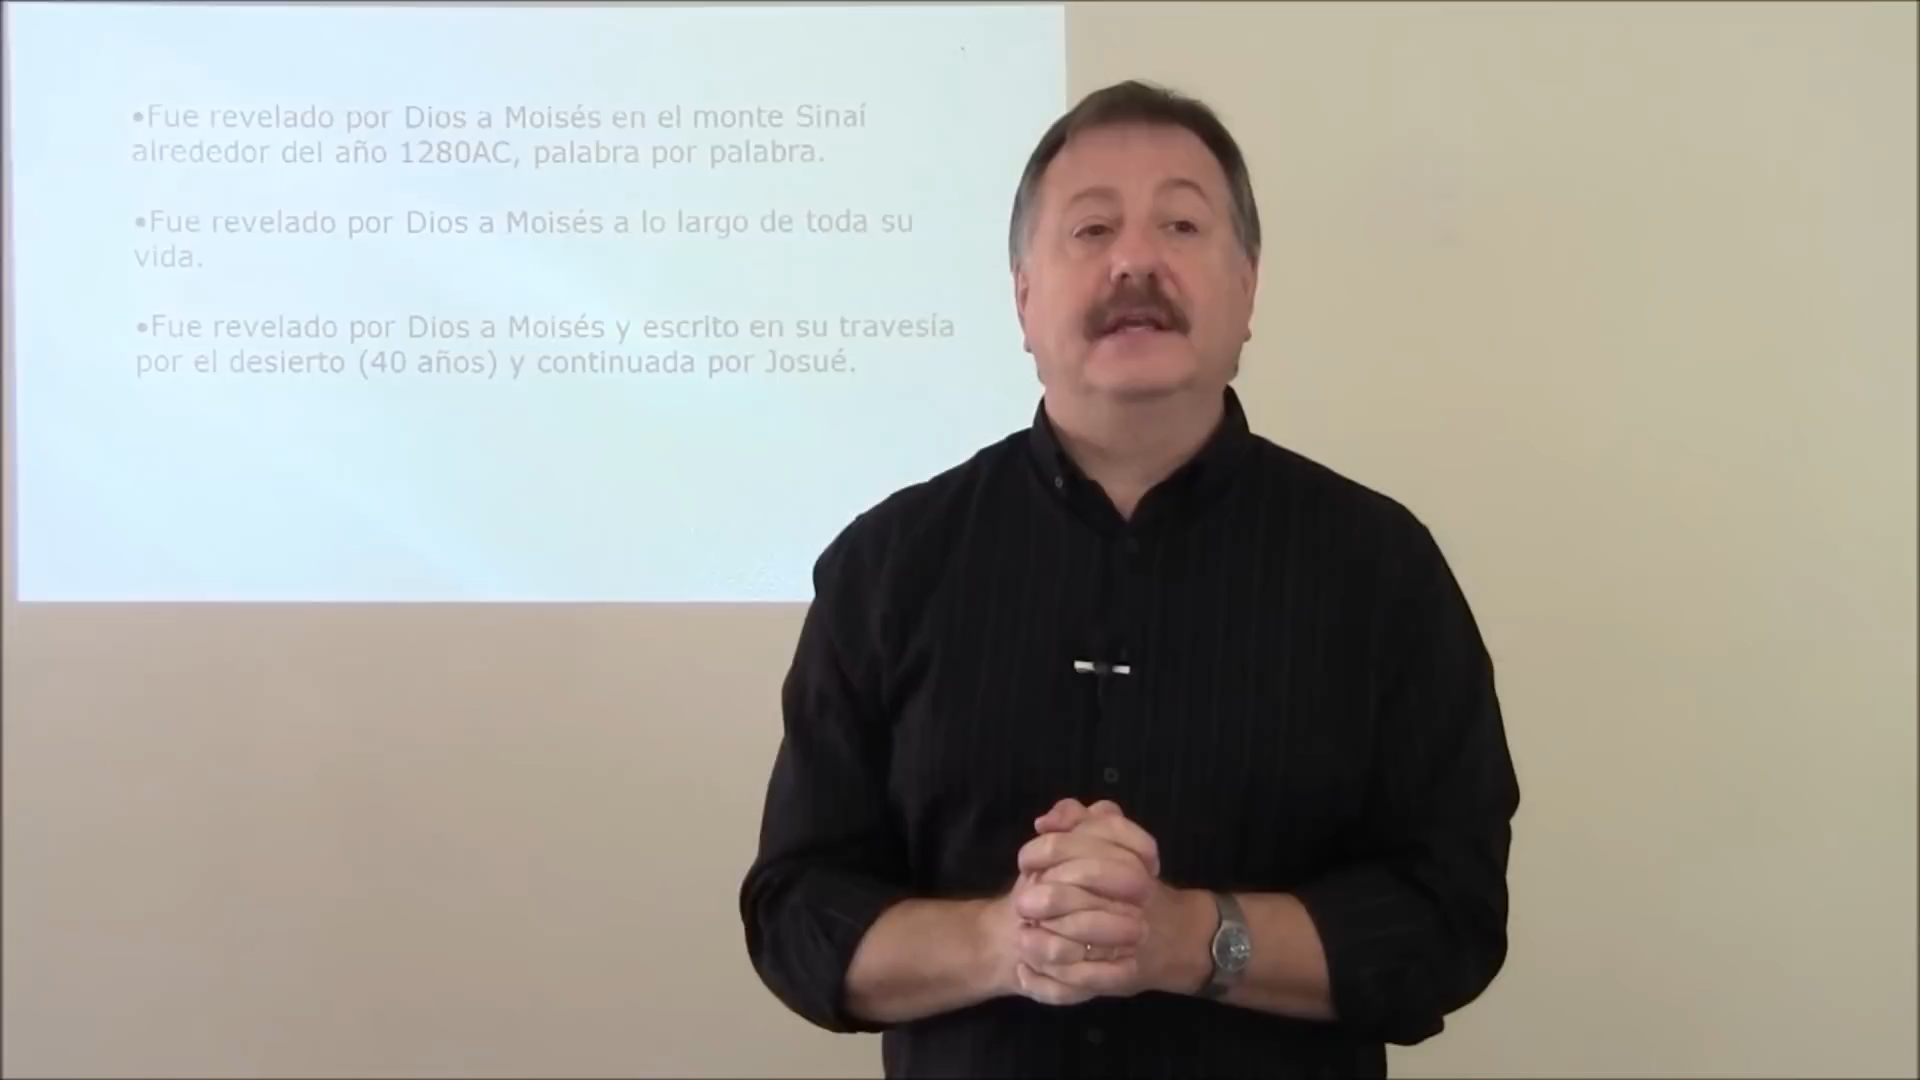 •Fue revelado por Dios a Moisés en el monte Sinaí
alrededor del año 1280AC, palabra por palabra.
•Fue revelado por Dios a Moisés a lo largo de toda su
vida.
•Fue revelado por Dios a Moisés y escrito en su travesía
por el desierto (40 años) y continuada por Josué.